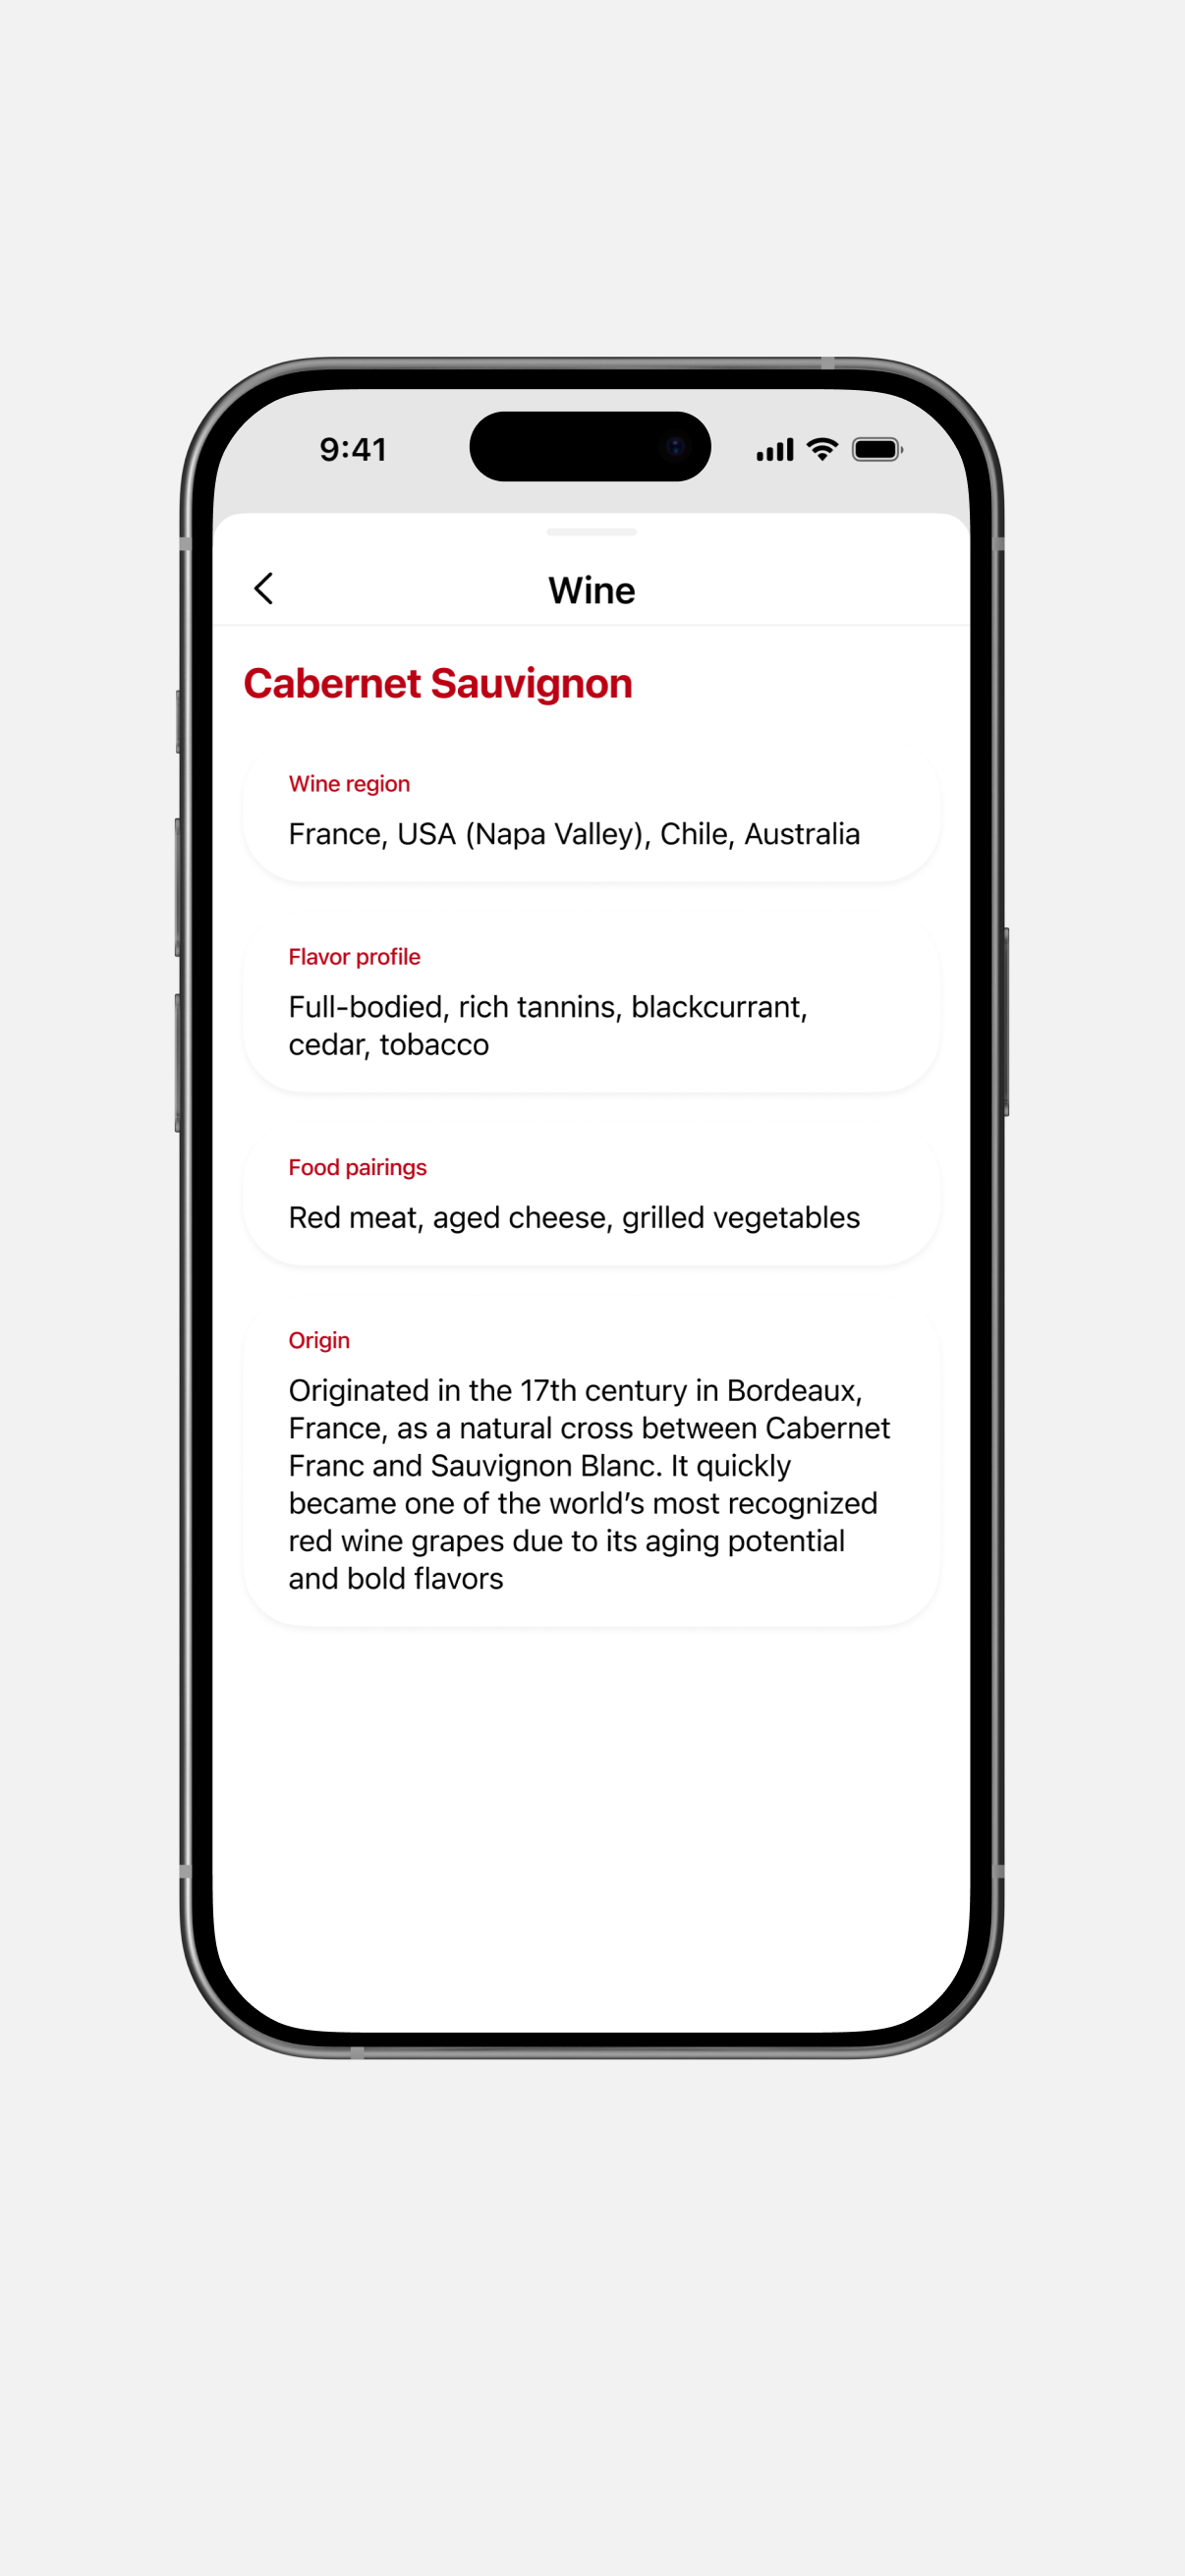 9:41
Wine
Cabernet Sauvignon
Wine region
France, USA (Napa Valley), Chile, Australia
Flavor profile
Full-bodied, rich tannins, blackcurrant,
cedar, tobacco
Food pairings
Red meat, aged cheese, grilled vegetables
Origin
Originated in the 17th century in Bordeaux,
France, as a natural cross between Cabernet
Franc and Sauvignon Blanc. It quickly
became one of the world’s most recognized
red wine grapes due to its aging potential
and bold flavors